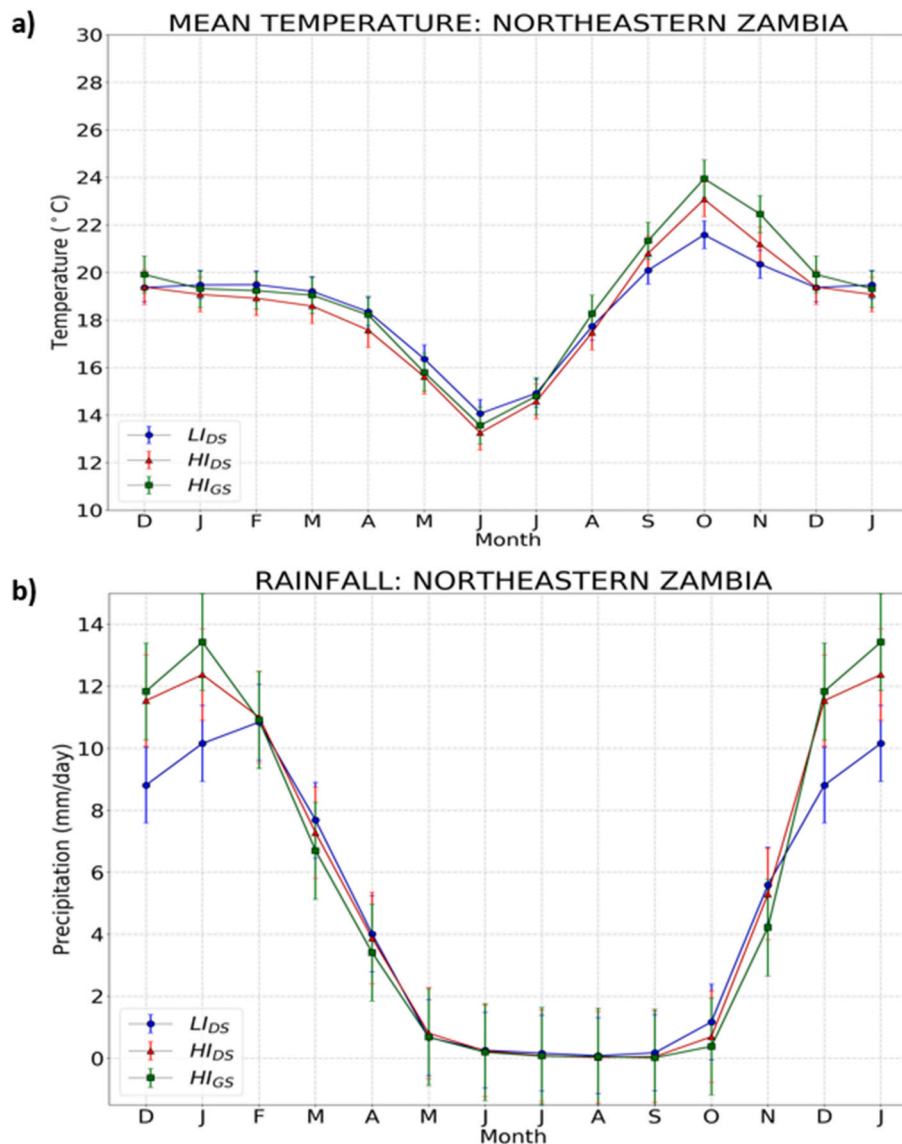 a)
MEAN TEMPERATURE: NORTHEASTERN ZAMBIA
30
28
26
24
22
20
18
16
14
12
10
Temperature (°C)
LI_DS
HI_DS
HI_GS
D J F M A M J J A S O N D J
Month
b)
RAINFALL: NORTHEASTERN ZAMBIA
14
12
10
8
6
4
2
0
Precipitation (mm/day)
LI_DS
HI_DS
HI_GS
D J F M A M J J A S O N D J
Month